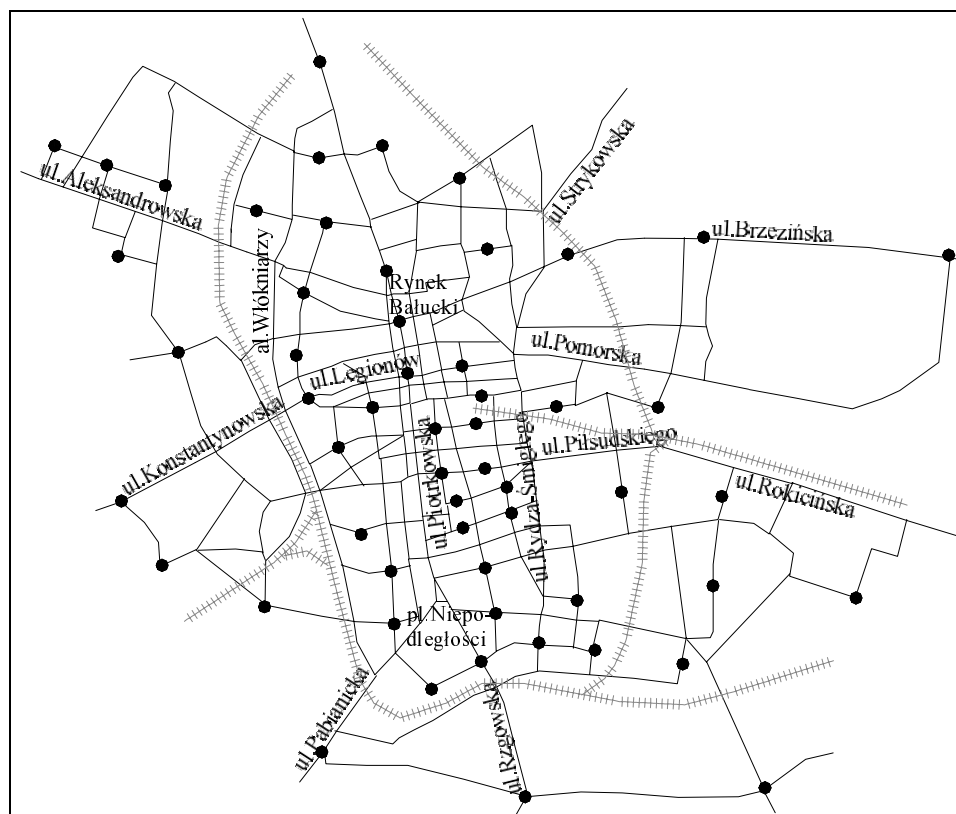 ul.Strykowska
ul.Aleksandrowska
ul.Brzezińska
al.Włókniarzy
Rynek
Bałucki
ul.Pomorska
ul.Legionów
ul.Konstantynowska
ul.Piotrkowska
ul.Rydza-Śmigłego
ul.Piłsudskiego
ul.Rokicińska
pl.Niepo-
dległości
ul.Pabianicka
ul.Rzgowska